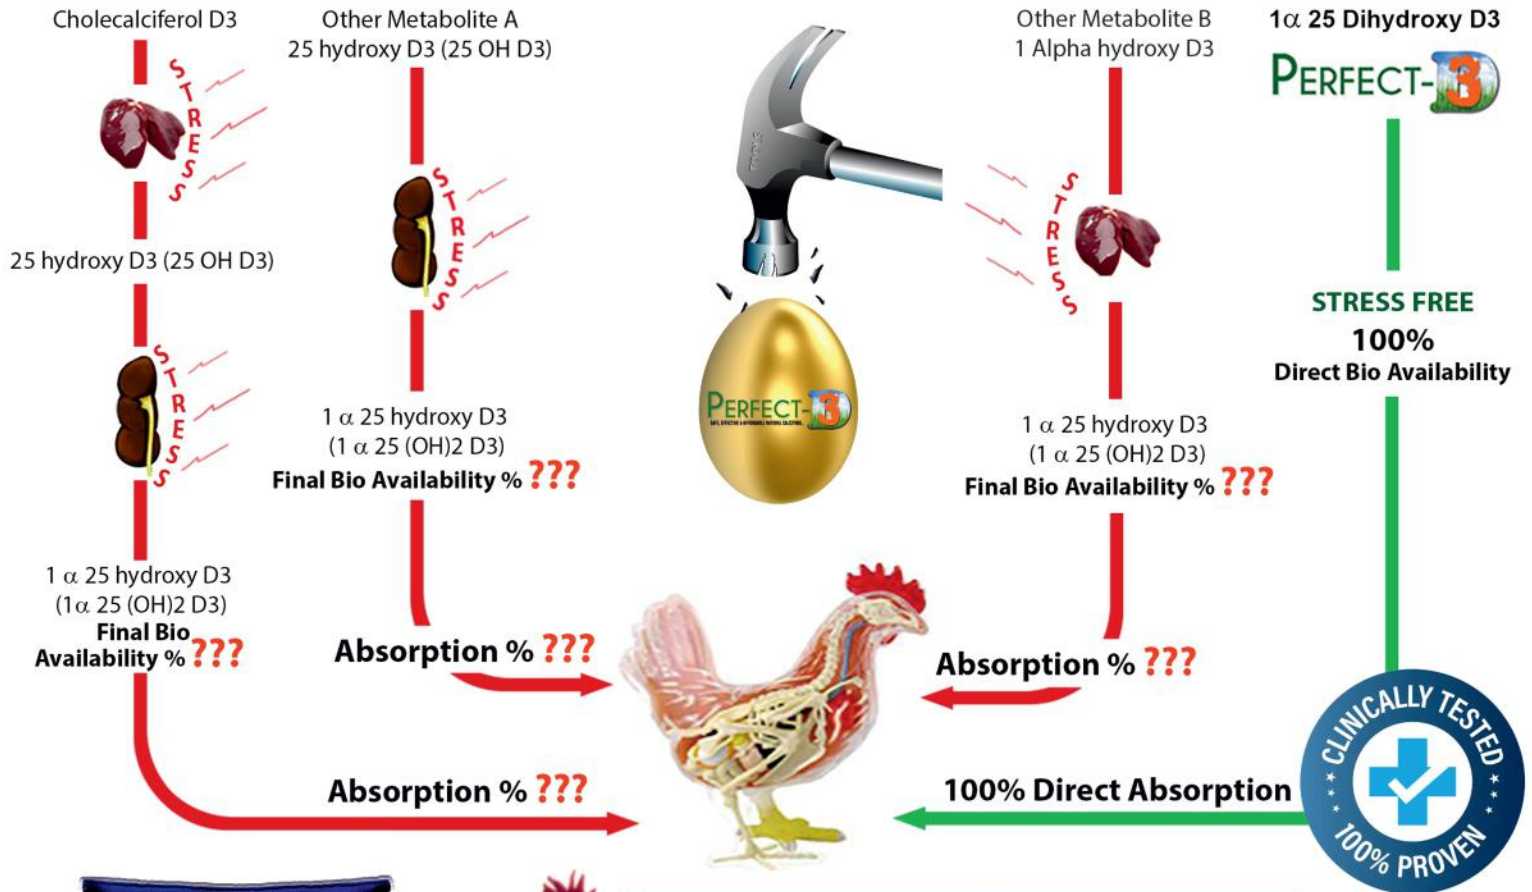 Cholecalciferol D3
STRESS
25 hydroxy D3 (25 OH D3)
STRESS
1 α 25 hydroxy D3
(1α 25 (OH)2 D3)
Final Bio
Availability % ???
Absorption % ???
Other Metabolite A
25 hydroxy D3 (25 OH D3)
STRESS
1 α 25 hydroxy D3
(1 α 25 (OH)2 D3)
Final Bio Availability % ???
Absorption % ???
PERFECT-D3
Other Metabolite B
1 Alpha hydroxy D3
STRESS
1 α 25 hydroxy D3
(1 α 25 (OH)2 D3)
Final Bio Availability % ???
Absorption % ???
1α 25 Dihydroxy D3
PERFECT-D3
STRESS FREE
100%
Direct Bio Availability
100% Direct Absorption
CLINICALLY TESTED
100% PROVEN